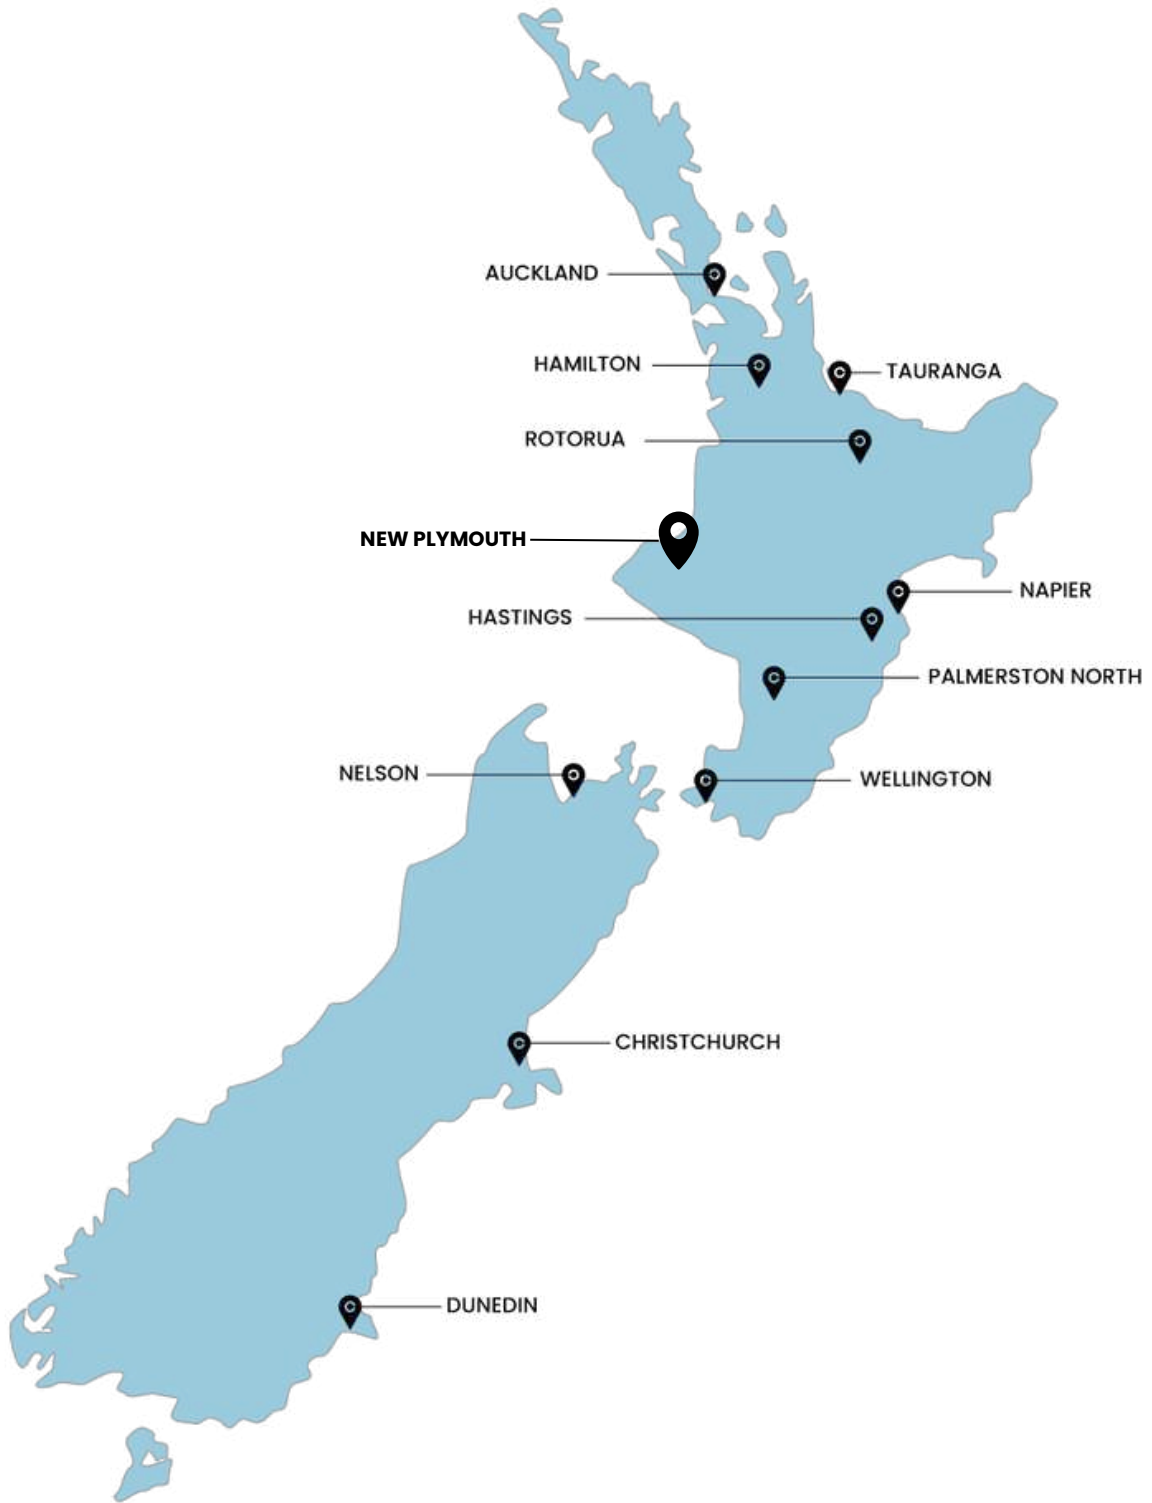 AUCKLAND
HAMILTON
TAURANGA
ROTORUA
NEW PLYMOUTH
NAPIER
HASTINGS
PALMERSTON NORTH
NELSON
WELLINGTON
CHRISTCHURCH
DUNEDIN